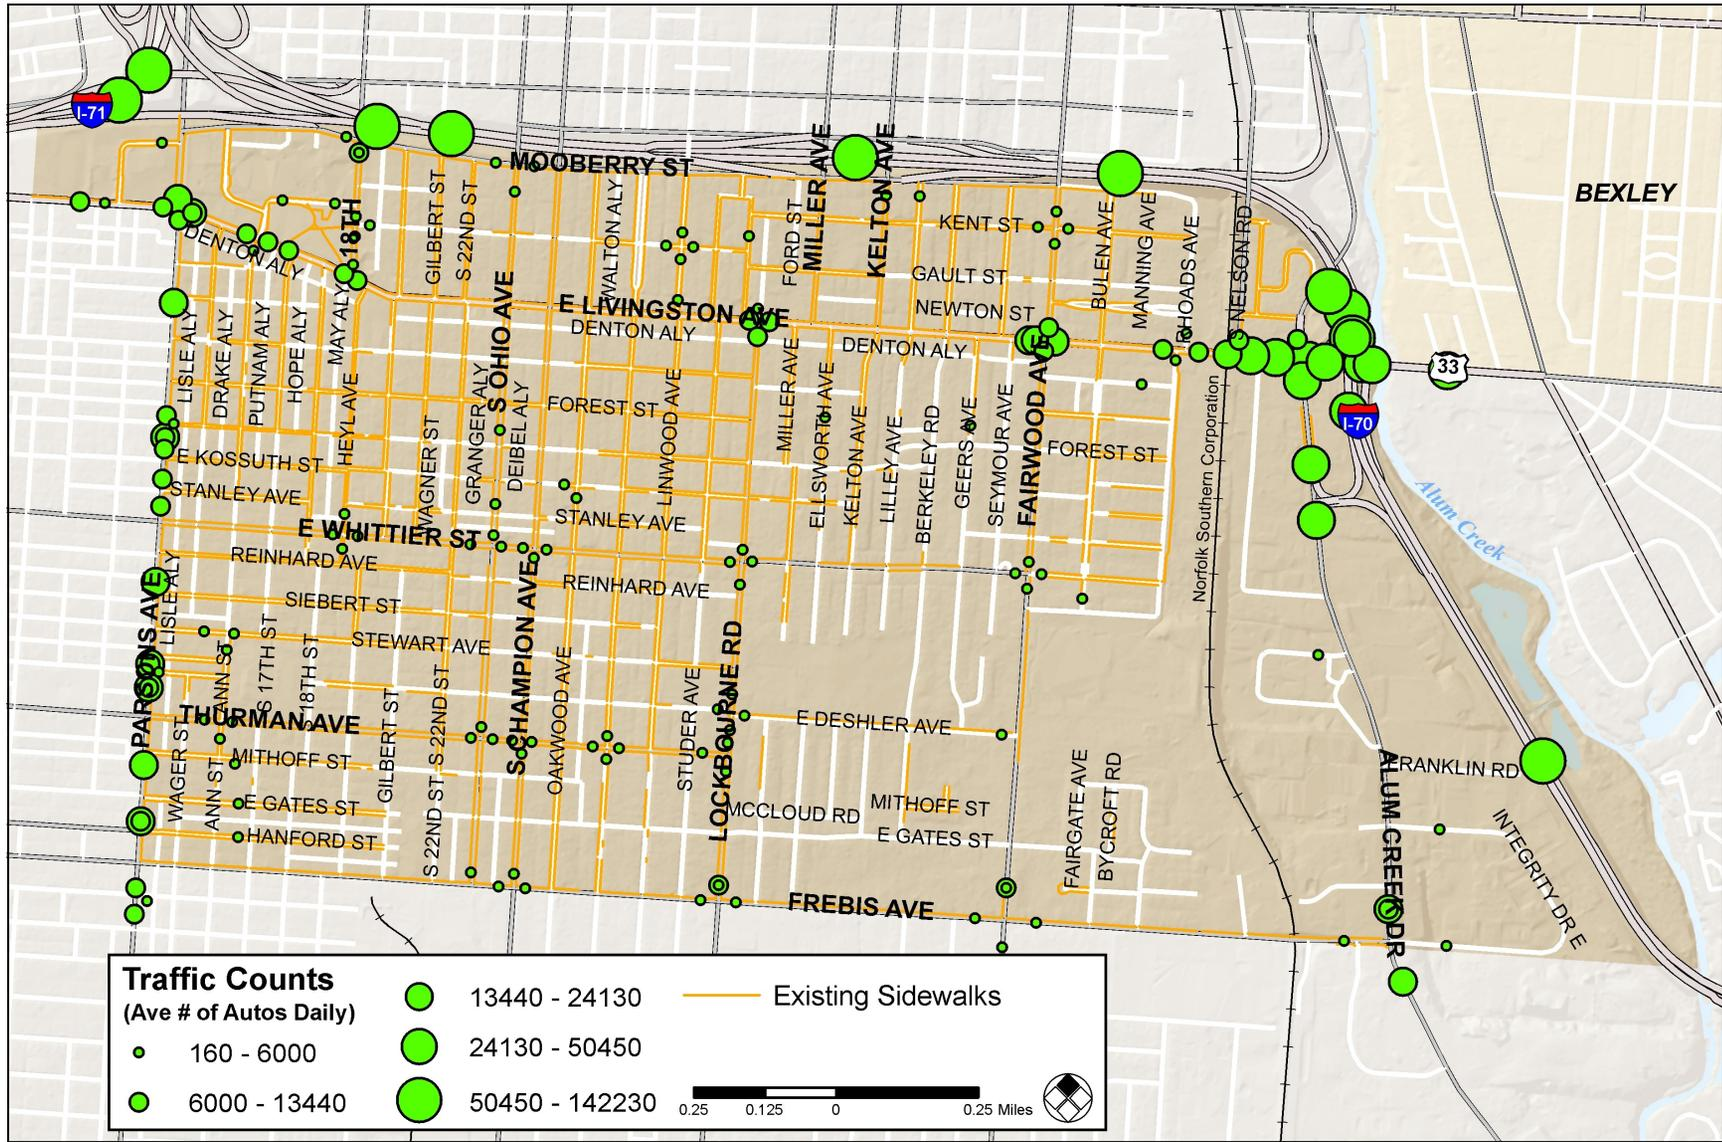 I-71
MOOBERRY ST
MILLER AVE
KELTON AVE
BEXLEY
GILBERT ST
S 22ND ST
WALTON ALY
FORD ST
KENT ST
BULEN AVE
MANNING AVE
RHOADS AVE
S NELSON RD
18TH
DENTON ALY
GAULT ST
E LIVINGSTON AVE
NEWTON ST
DENTON ALY
DENTON ALY
LISLE ALY
DRAKE ALY
PUTNAM ALY
HOPE ALY
MAY ALY
HEYL AVE
S OHIO AVE
33
I-70
WAGNER ST
GRANGER ALY
DEIBEL ALY
FOREST ST
LINWOOD AVE
MILLER AVE
ELLSWORTH AVE
KELTON AVE
LILLEY AVE
BERKELEY RD
GEERS AVE
SEYMOUR AVE
FAIRWOOD AVE
FOREST ST
Norfolk Southern Corporation
Alum Creek
E KOSSUTH ST
STANLEY AVE
STANLEY AVE
E WHITTIER ST
REINHARD AVE
REINHARD AVE
LISLE ALY
SIEBERT ST
STEWART AVE
PARSONS AVE
ANN ST
S 17TH ST
S 18TH ST
S CHAMPION AVE
OAKWOOD AVE
STUDER AVE
LOCKBOURNE RD
THURMAN AVE
GILBERT ST
S 22ND ST
S 22ND ST
E DESHLER AVE
WAGER ST
ANN ST
MITHOFF ST
E GATES ST
HANFORD ST
MCCLOUD RD
MITHOFF ST
E GATES ST
FAIRGATE AVE
BYCROFT RD
FRANKLIN RD
ALUM CREEK DR
INTEGRITY DR E
FREBIS AVE
Traffic Counts
(Ave # of Autos Daily)
160 - 6000
6000 - 13440
13440 - 24130
24130 - 50450
50450 - 142230
Existing Sidewalks
0.25 0.125 0 0.25 Miles